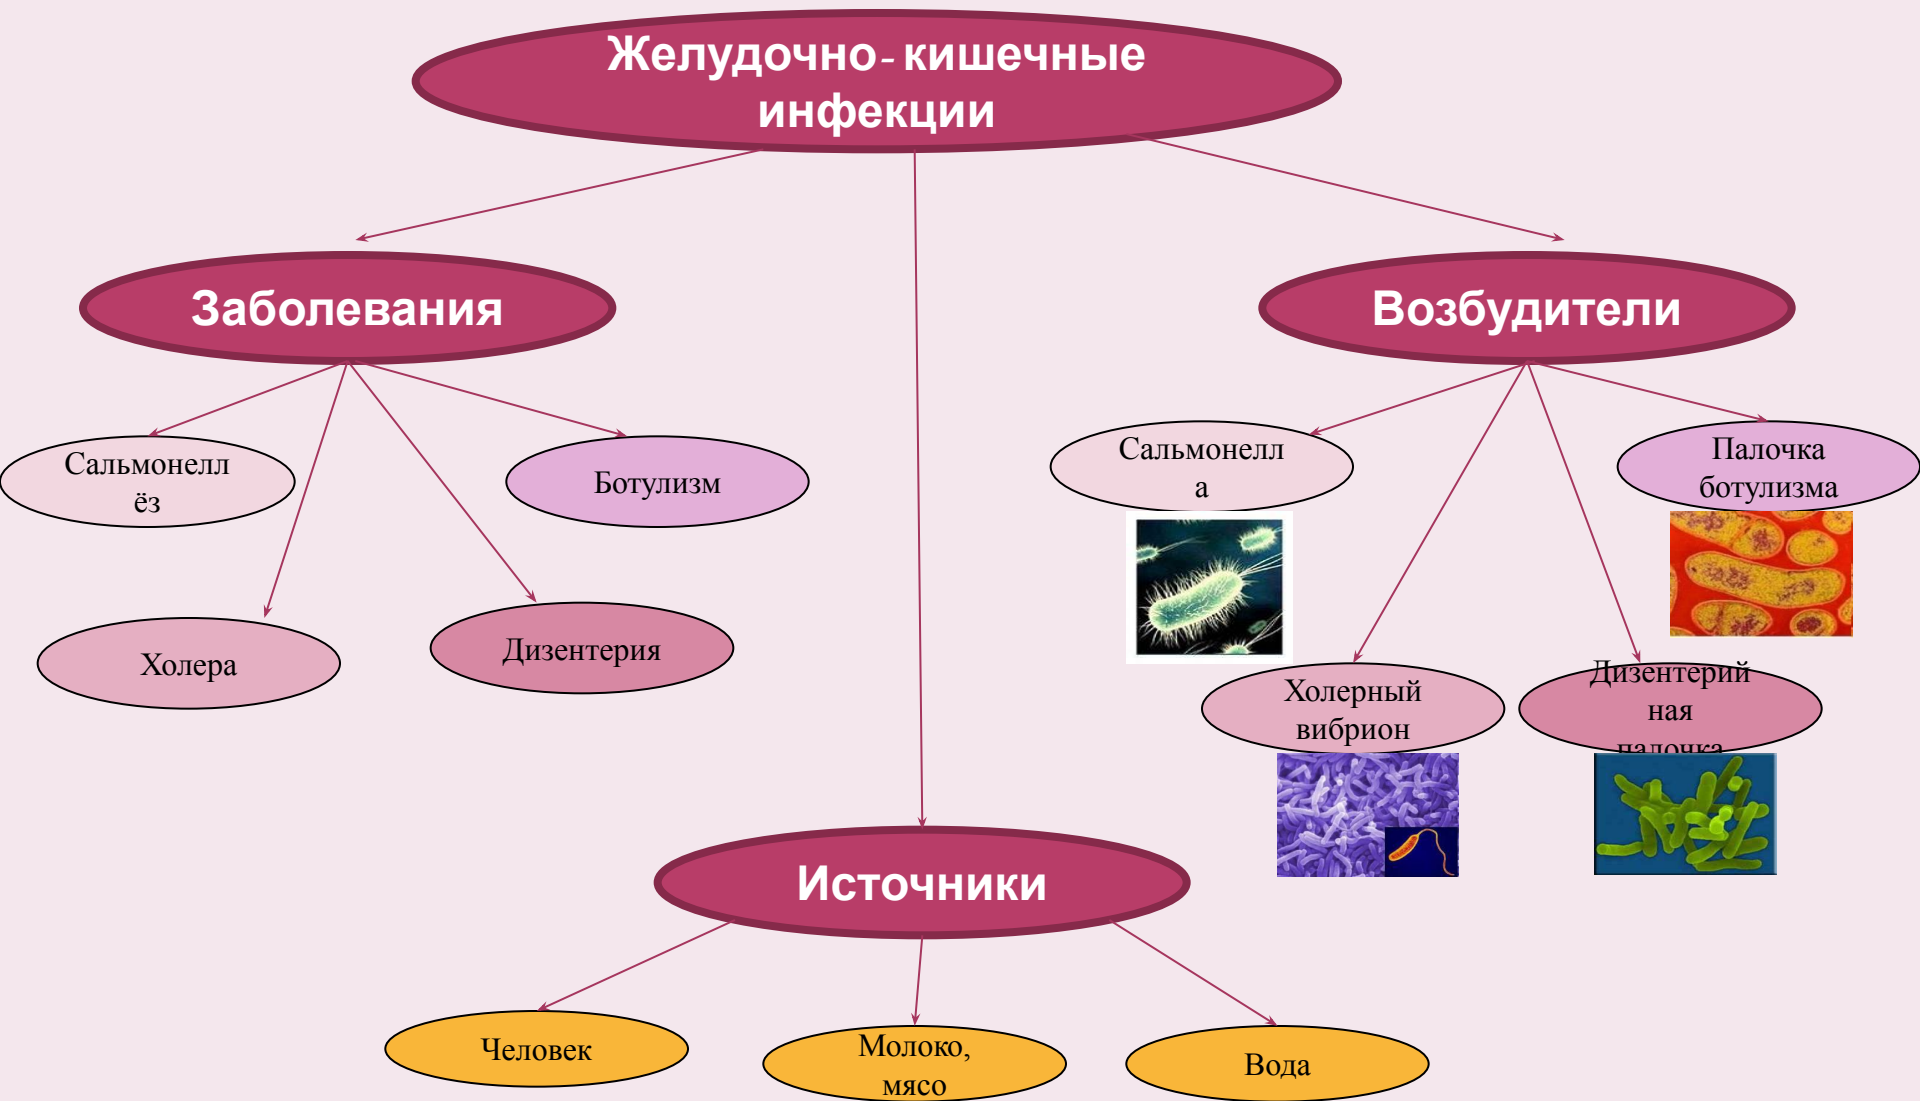 Желудочно-кишечные
инфекции
Заболевания
Возбудители
Сальмонелл
ёз
Ботулизм
Холера
Дизентерия
Сальмонелл
а
Палочка
ботулизма
Холерный
вибрион
Дизентерий
ная
палочка
Источники
Человек
Молоко,
мясо
Вода